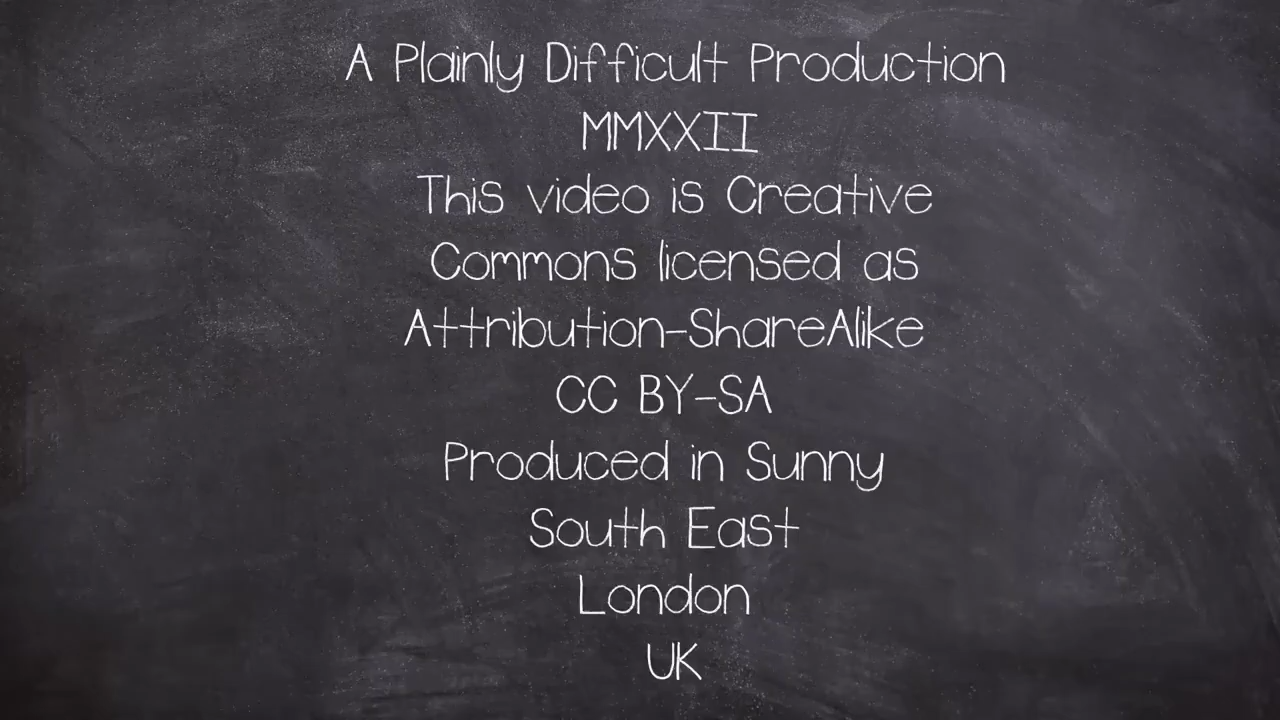 A Plainly Difficult Production
MMXXII
This video is Creative
Commons licensed as
Attribution-ShareAlike
CC BY-SA
Produced in Sunny
South East
London
UK